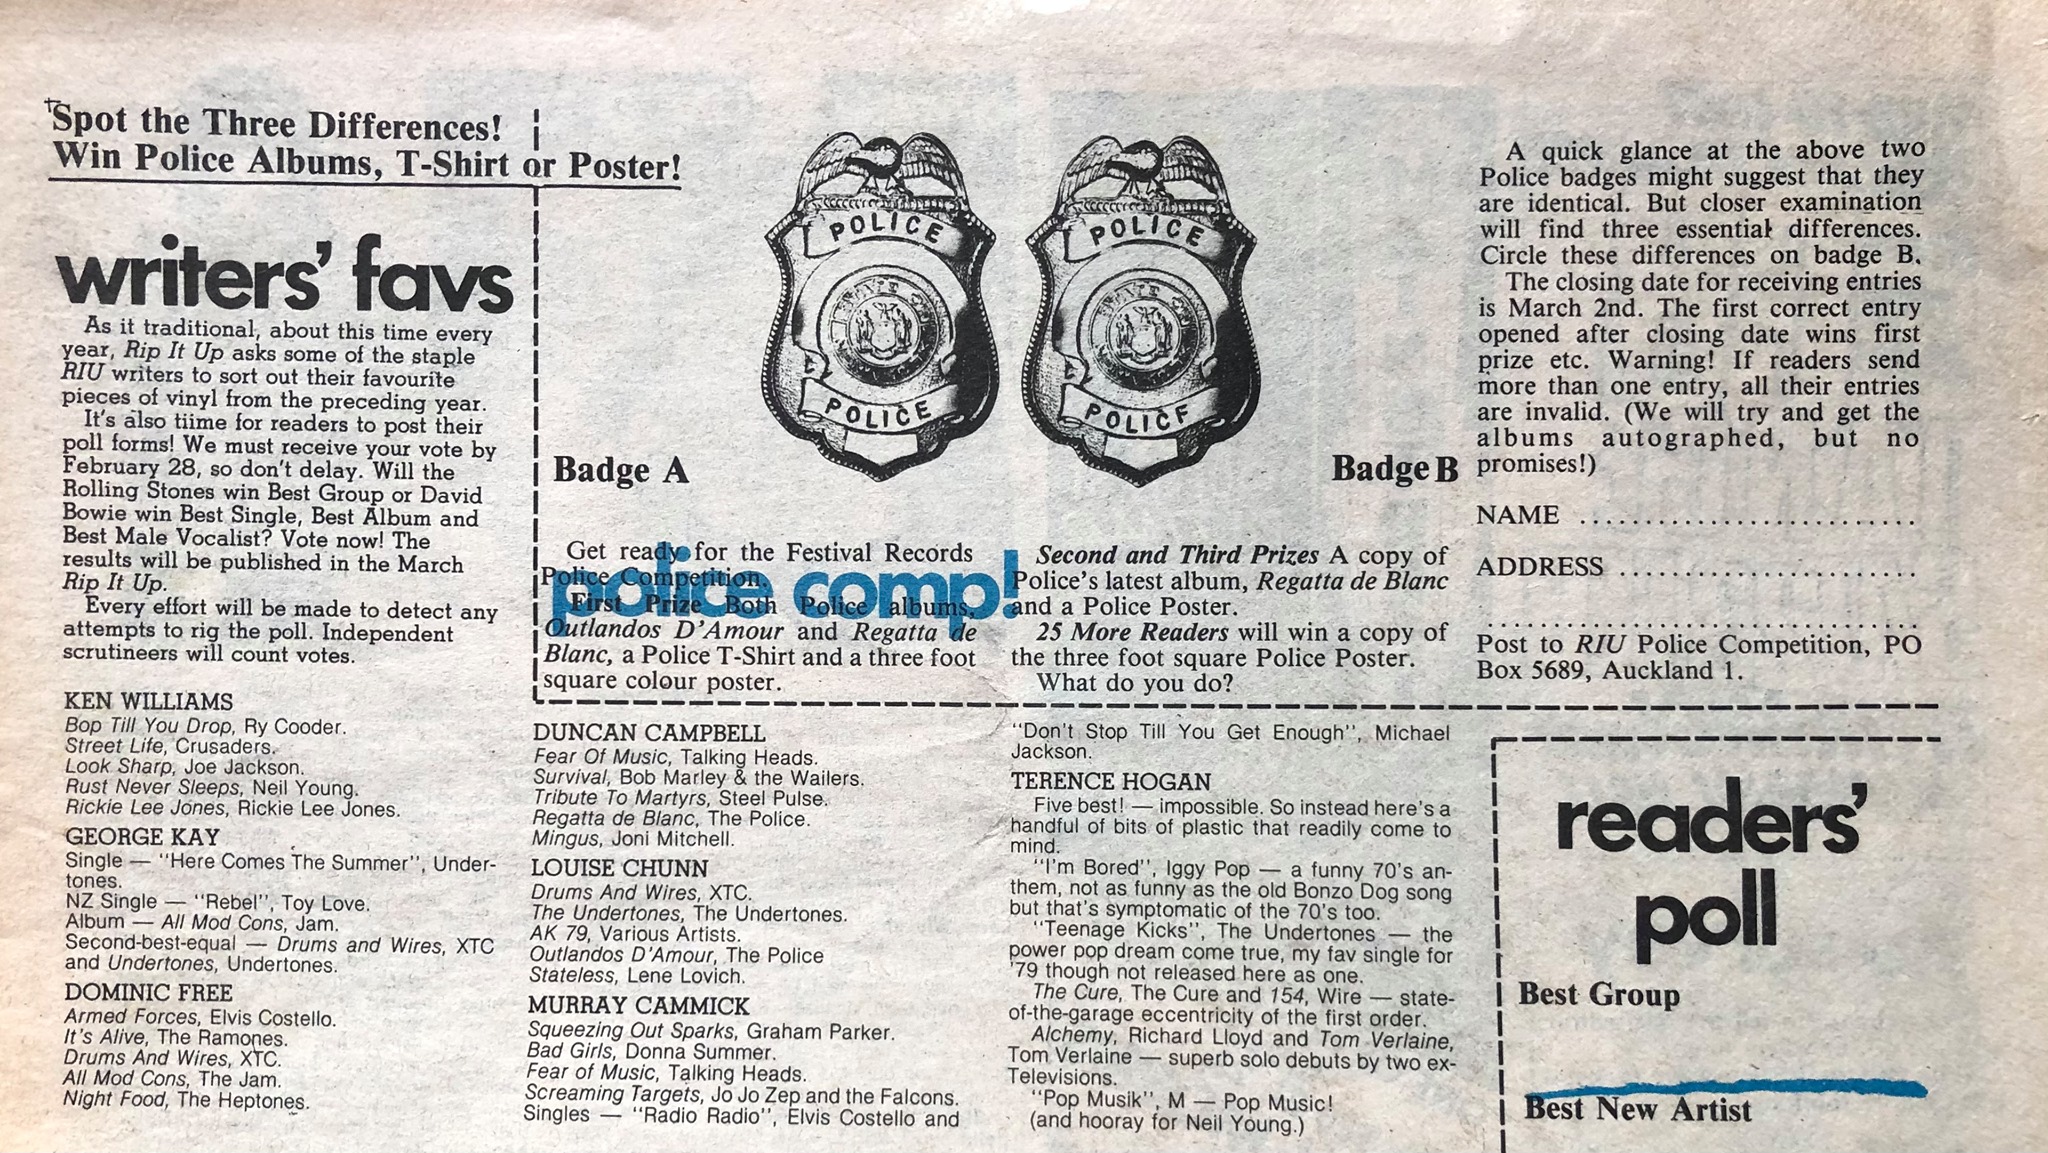 Spot the Three Differences!
Win Police Albums, T-Shirt or Poster!
writers' favs
As it traditional, about this time every
year, Rip It Up asks some of the staple
RIU writers to sort out their favourite
pieces of vinyl from the preceding year.
It's also tiime for readers to post their
poll forms! We must receive your vote by
February 28, so don't delay. Will the
Rolling Stones win Best Group or David
Bowie win Best Single, Best Album and
Best Male Vocalist? Vote now! The
results will be published in the March
Rip It Up.
Every effort will be made to detect any
attempts to rig the poll. Independent
scrutineers will count votes.
KEN WILLIAMS
Bop Till You Drop, Ry Cooder.
Street Life, Crusaders.
Look Sharp, Joe Jackson.
Rust Never Sleeps, Neil Young.
Rickie Lee Jones, Rickie Lee Jones.
GEORGE KAY
Single — "Here Comes The Summer", Under-
tones.
NZ Single — "Rebel", Toy Love.
Album — All Mod Cons, Jam.
Second-best-equal — Drums and Wires, XTC
and Undertones, Undertones.
DOMINIC FREE
Armed Forces, Elvis Costello.
It's Alive, The Ramones.
Drums And Wires, XTC.
All Mod Cons, The Jam.
Night Food, The Heptones.
POLICE
POLICE
Badge A
POLICE
POLICF
Badge B
police comp!
Get ready for the Festival Records
Police Competition.
First Prize Both Police albums,
Outlandos D'Amour and Regatta de
Blanc, a Police T-Shirt and a three foot
square colour poster.
Second and Third Prizes A copy of
Police's latest album, Regatta de Blanc
and a Police Poster.
25 More Readers will win a copy of
the three foot square Police Poster.
What do you do?
A quick glance at the above two
Police badges might suggest that they
are identical. But closer examination
will find three essential differences.
Circle these differences on badge B.
The closing date for receiving entries
is March 2nd. The first correct entry
opened after closing date wins first
prize etc. Warning! If readers send
more than one entry, all their entries
are invalid. (We will try and get the
albums autographed, but no
promises!)
NAME
ADDRESS
Post to RIU Police Competition, PO
Box 5689, Auckland 1.
DUNCAN CAMPBELL
Fear Of Music, Talking Heads.
Survival, Bob Marley & the Wailers.
Tribute To Martyrs, Steel Pulse.
Regatta de Blanc, The Police.
Mingus, Joni Mitchell.
LOUISE CHUNN
Drums And Wires, XTC.
The Undertones, The Undertones.
AK 79, Various Artists.
Outlandos D'Amour, The Police
Stateless, Lene Lovich.
MURRAY CAMMICK
Squeezing Out Sparks, Graham Parker.
Bad Girls, Donna Summer.
Fear of Music, Talking Heads.
Screaming Targets, Jo Jo Zep and the Falcons.
Singles — "Radio Radio", Elvis Costello and
"Don't Stop Till You Get Enough", Michael
Jackson.
TERENCE HOGAN
Five best! — impossible. So instead here's a
handful of bits of plastic that readily come to
mind.
"I'm Bored", Iggy Pop — a funny 70's an-
them, not as funny as the old Bonzo Dog song
but that's symptomatic of the 70's too.
"Teenage Kicks", The Undertones — the
power pop dream come true, my fav single for
'79 though not released here as one.
The Cure, The Cure and 154, Wire — state-
of-the-garage eccentricity of the first order.
Alchemy, Richard Lloyd and Tom Verlaine,
Tom Verlaine — superb solo debuts by two ex-
Televisions.
"Pop Musik", M — Pop Music!
(and hooray for Neil Young.)
readers'
poll
Best Group
Best New Artist